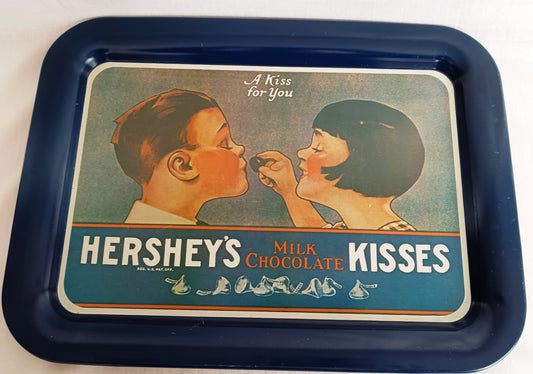 A Kiss
for You
HERSHEY'S MILK CHOCOLATE KISSES
REG. U.S. PAT. OFF.